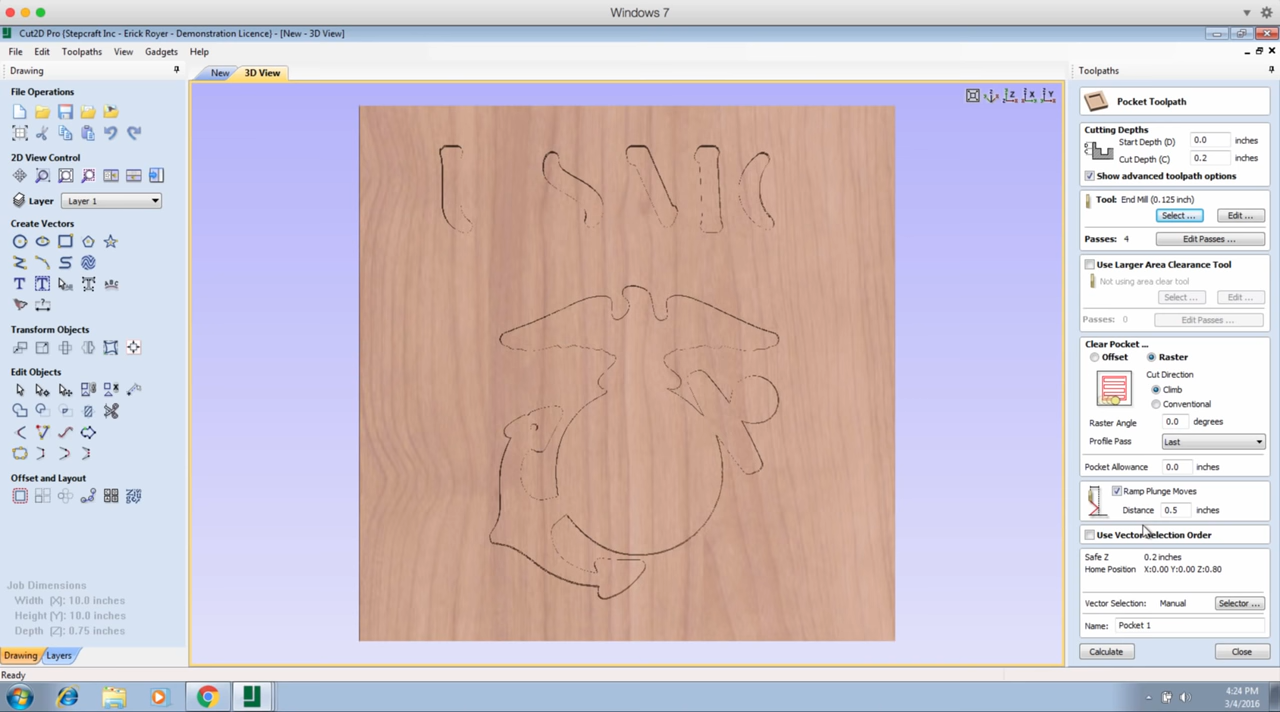 Windows 7
Cut2D Pro (Stepcraft Inc - Erick Royer - Demonstration Licence) - [New - 3D View]
File Edit Toolpaths View Gadgets Help
Drawing
File Operations
2D View Control
Layer Layer 1
Create Vectors
Transform Objects
Edit Objects
Offset and Layout
Job Dimensions
Width [X]: 10.0 inches
Height [Y]: 10.0 inches
Depth [Z]: 0.75 inches
Drawing Layers
Ready
New 3D View
Z X Y
Toolpaths
Pocket Toolpath
Cutting Depths
Start Depth (D) 0.0 inches
Cut Depth (C) 0.2 inches
Show advanced toolpath options
Tool: End Mill (0.125 inch)
Select ... Edit ...
Passes: 4 Edit Passes ...
Use Larger Area Clearance Tool
Not using area clear tool
Select ... Edit ...
Passes: 0 Edit Passes ...
Clear Pocket ...
Offset Raster
Cut Direction
Climb
Conventional
Raster Angle 0.0 degrees
Profile Pass Last
Pocket Allowance 0.0 inches
Ramp Plunge Moves
Distance 0.5 inches
Use Vector Selection Order
Safe Z 0.2 inches
Home Position X:0.00 Y:0.00 Z:0.80
Vector Selection: Manual Selector ...
Name: Pocket 1
Calculate Close
4:24 PM
3/4/2016